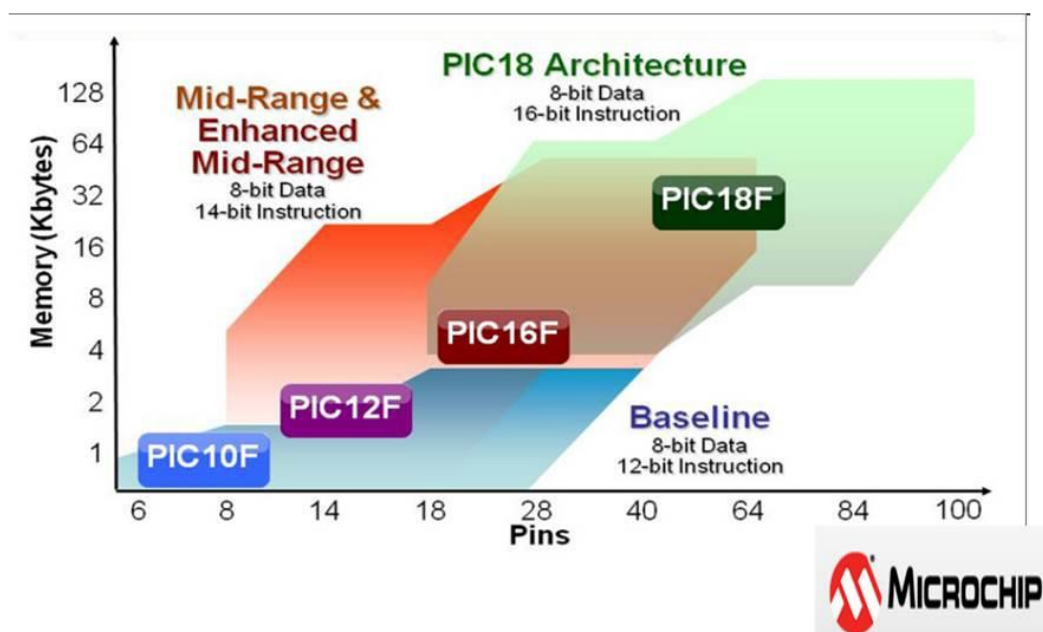 PIC18 Architecture
8-bit Data
16-bit Instruction
Mid-Range &
Enhanced
Mid-Range
8-bit Data
14-bit Instruction
Memory (Kbytes)
128
64
32
16
8
4
2
1
PIC18F
PIC16F
PIC12F
PIC10F
Baseline
8-bit Data
12-bit Instruction
6 8 14 18 28 40 64 84 100
Pins
MICROCHIP